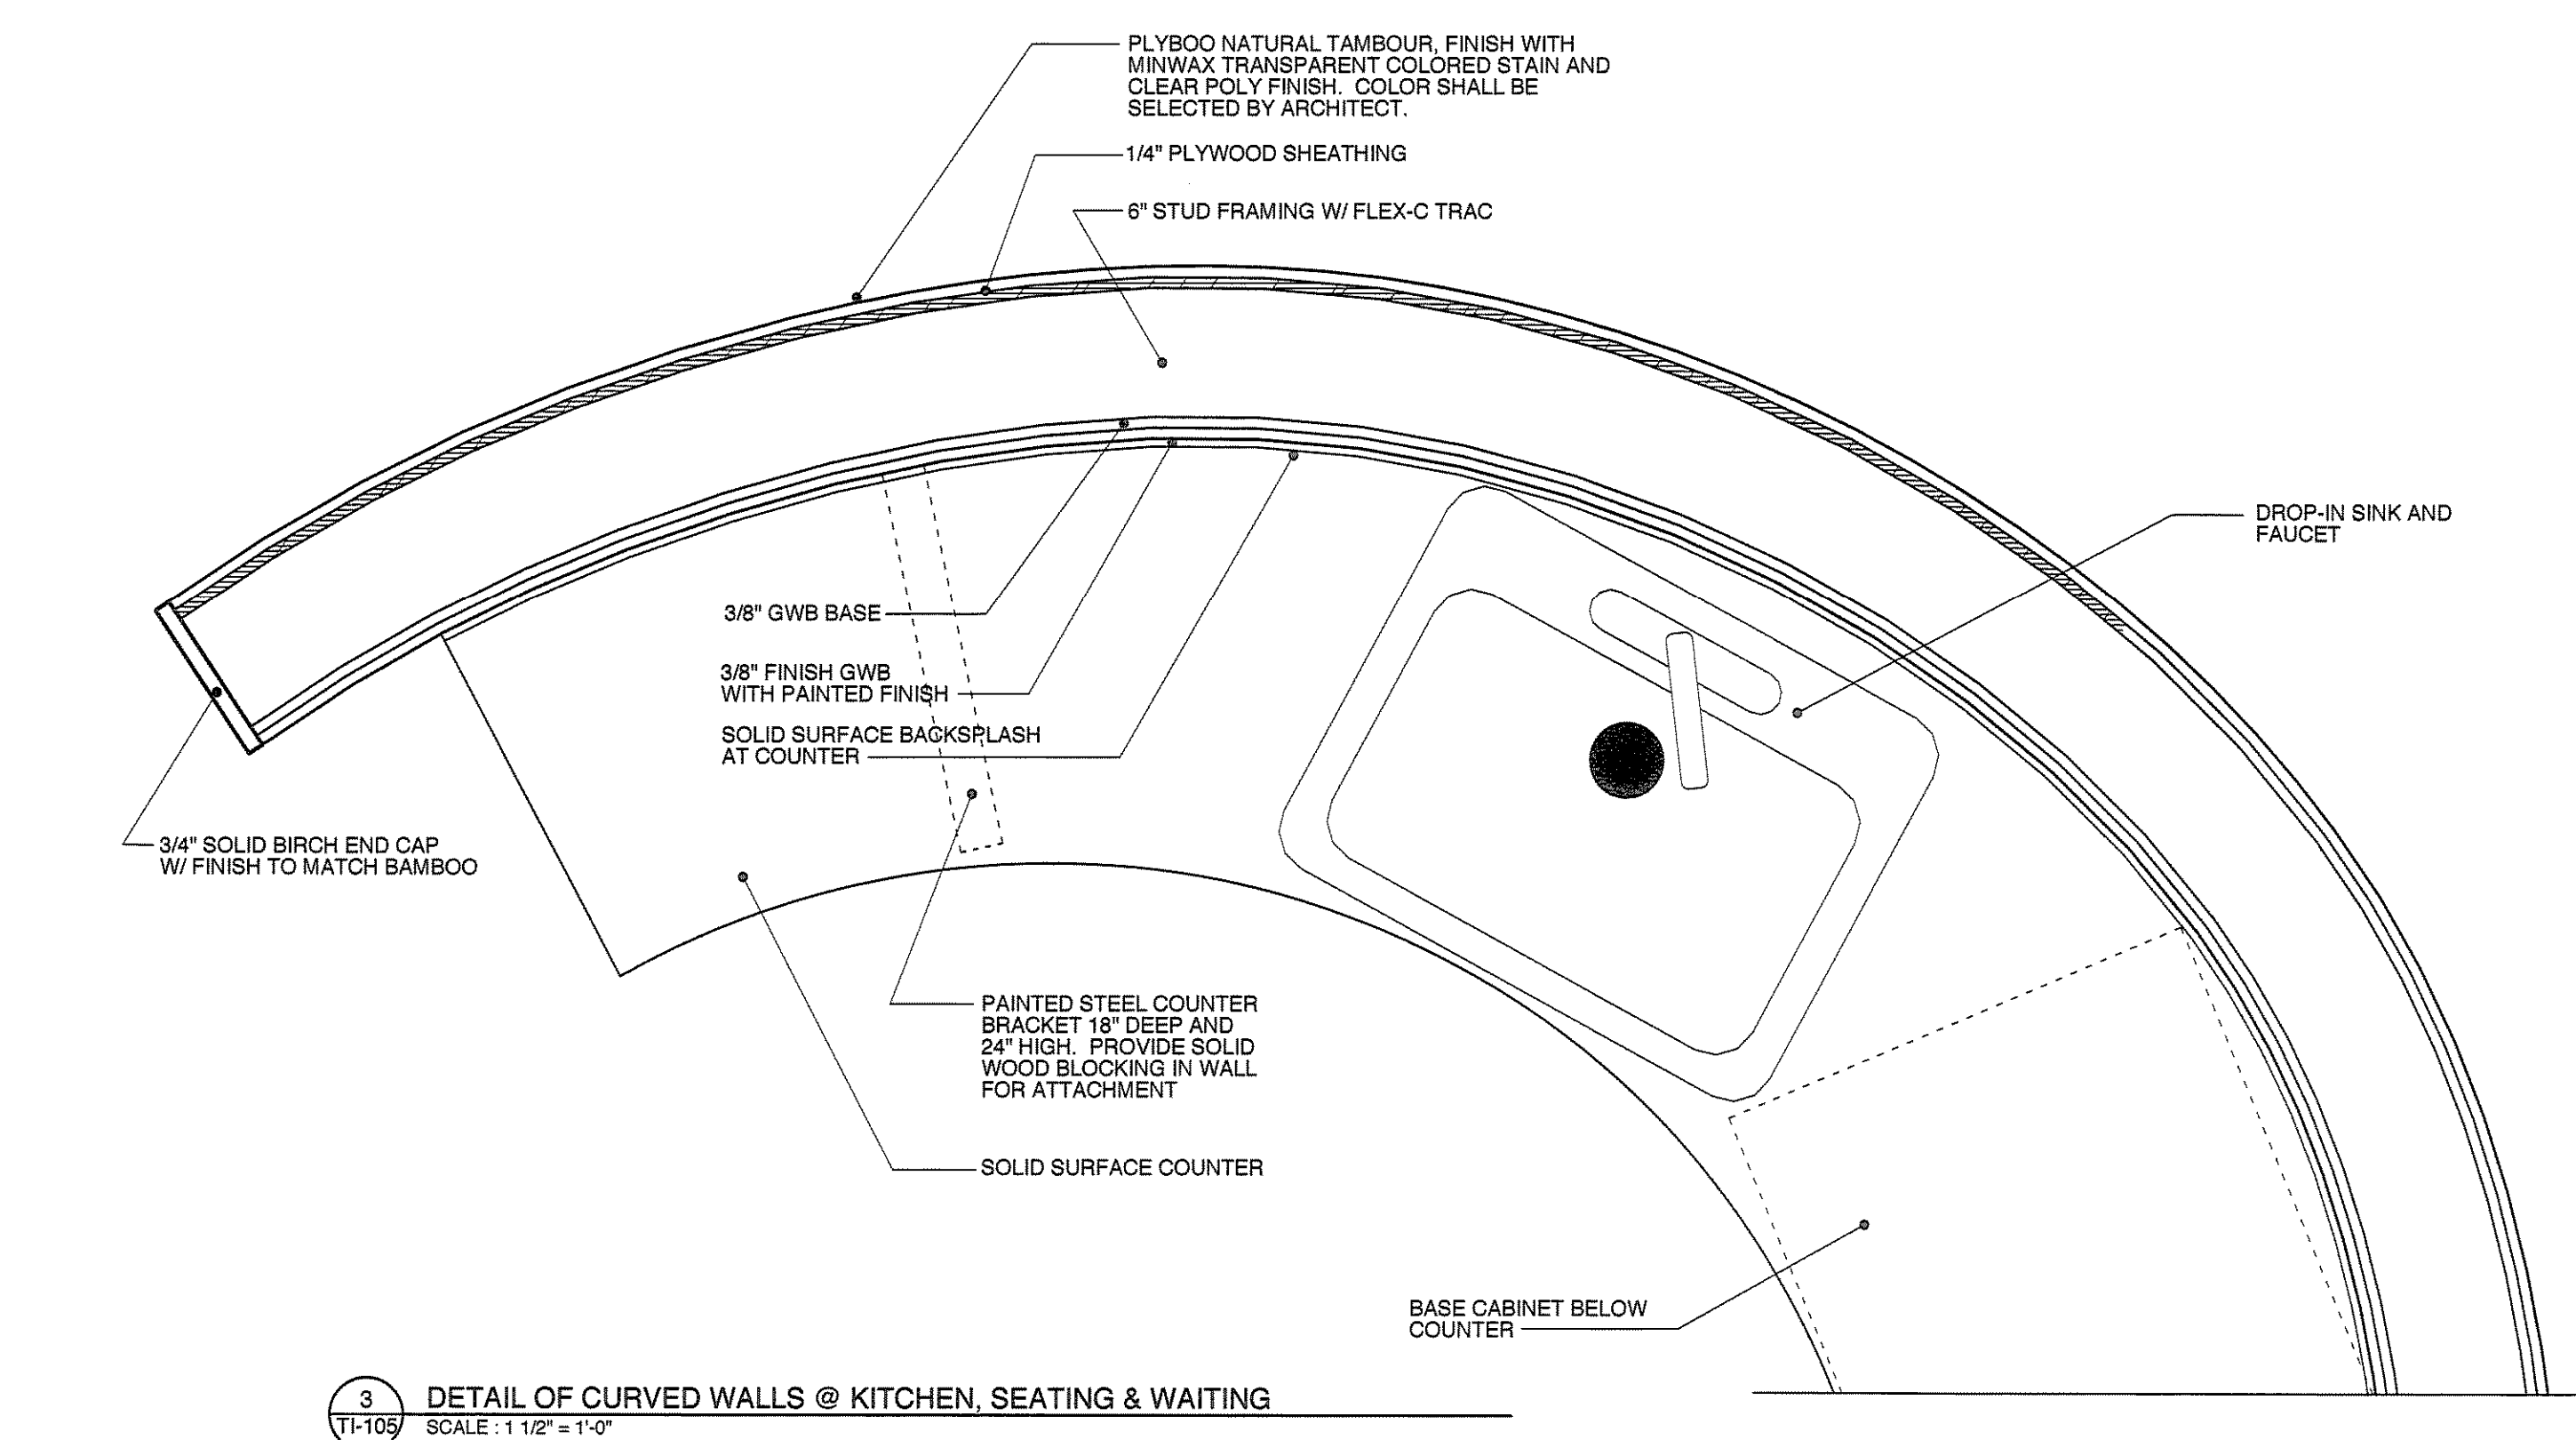 PLYBOO NATURAL TAMBOUR, FINISH WITH
MINWAX TRANSPARENT COLORED STAIN AND
CLEAR POLY FINISH.  COLOR SHALL BE
SELECTED BY ARCHITECT.
1/4" PLYWOOD SHEATHING
6" STUD FRAMING W/ FLEX-C TRAC
DROP-IN SINK AND
FAUCET
3/8" GWB BASE
3/8" FINISH GWB
WITH PAINTED FINISH
SOLID SURFACE BACKSPLASH
AT COUNTER
3/4" SOLID BIRCH END CAP
W/ FINISH TO MATCH BAMBOO
PAINTED STEEL COUNTER
BRACKET 18" DEEP AND
24" HIGH.  PROVIDE SOLID
WOOD BLOCKING IN WALL
FOR ATTACHMENT
SOLID SURFACE COUNTER
BASE CABINET BELOW
COUNTER
3
TI-105
DETAIL OF CURVED WALLS @ KITCHEN, SEATING & WAITING
SCALE : 1 1/2" = 1'-0"